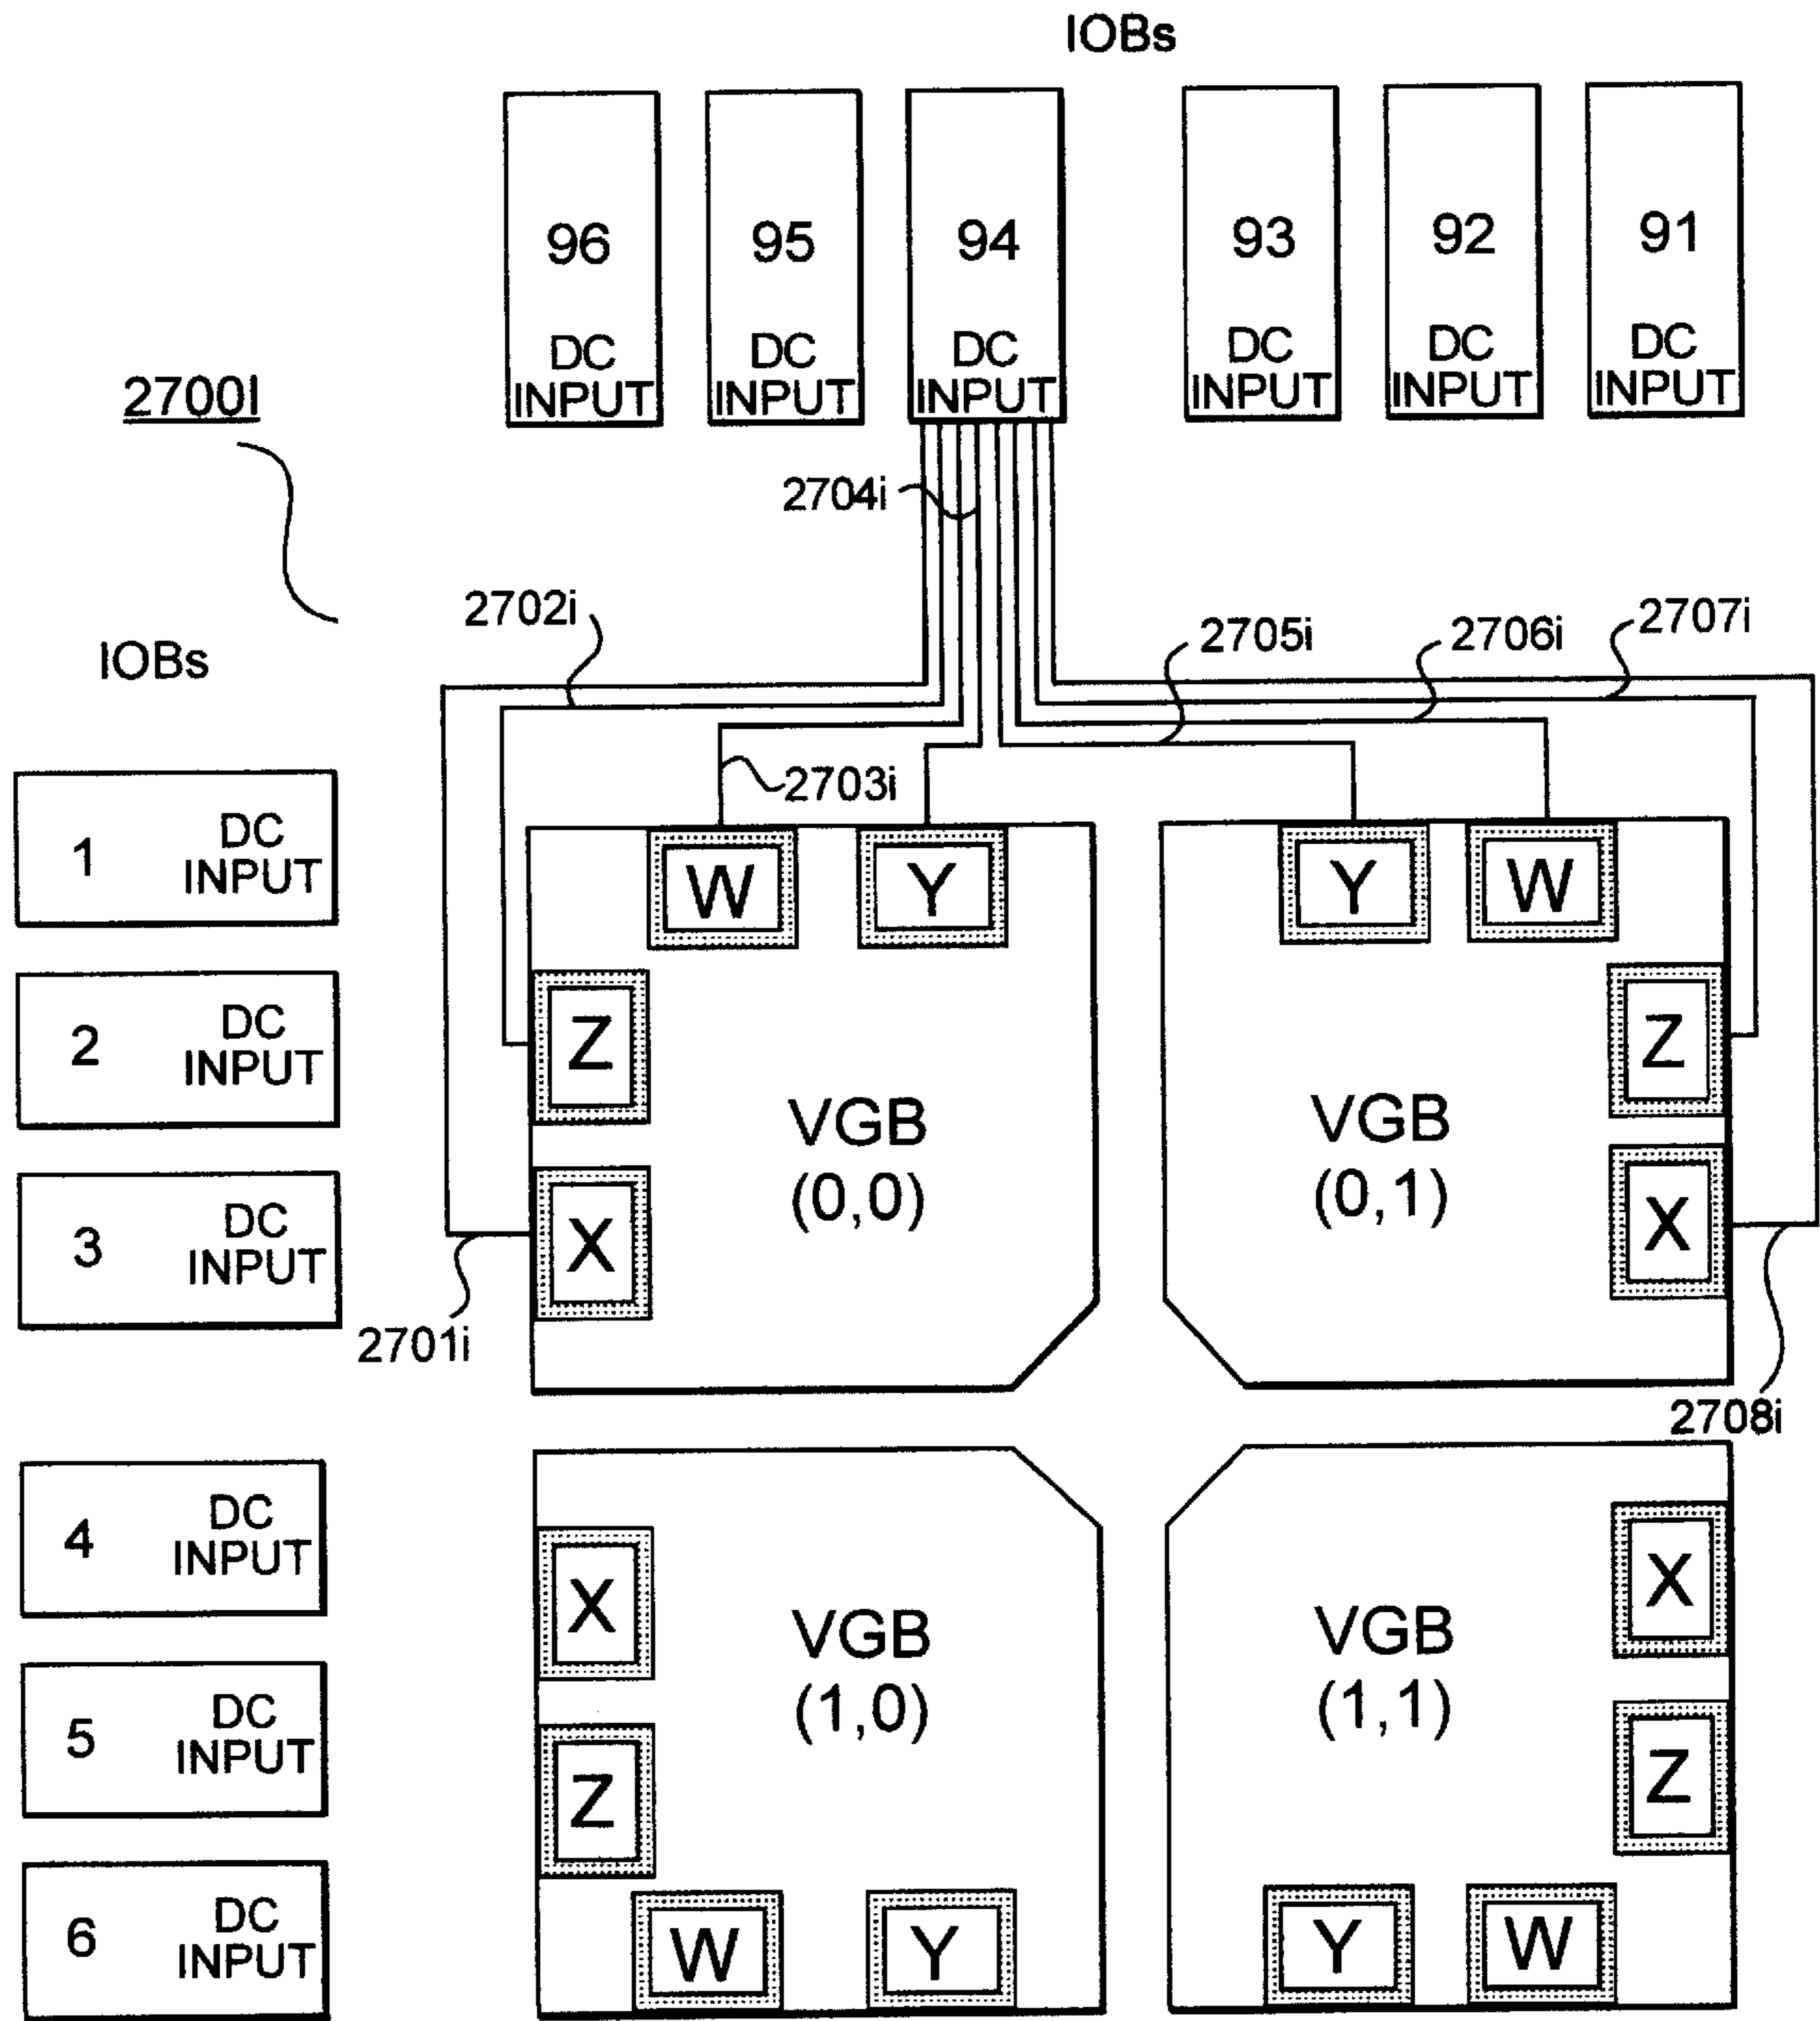 IOBs
96
DC
INPUT
95
DC
INPUT
94
DC
INPUT
93
DC
INPUT
92
DC
INPUT
91
DC
INPUT
2700I
2704i
2702i
2705i
2706i
2707i
IOBs
2703i
1
DC
INPUT
2
DC
INPUT
3
DC
INPUT
W
Y
Z
X
VGB
(0,0)
Y
W
Z
X
VGB
(0,1)
2701i
2708i
4
DC
INPUT
5
DC
INPUT
6
DC
INPUT
X
Z
W
Y
VGB
(1,0)
X
Z
Y
W
VGB
(1,1)